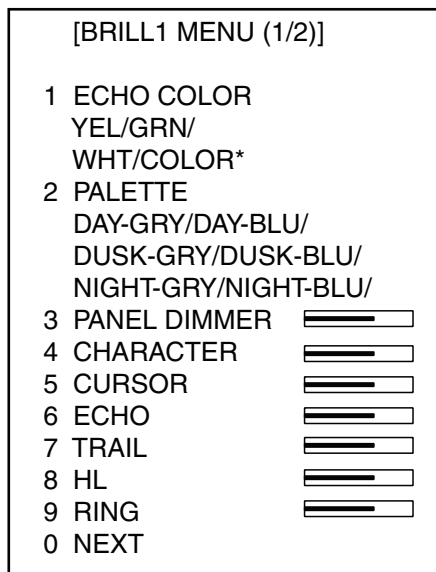 [BRILL1 MENU (1/2)]
1 ECHO COLOR
YEL/GRN/
WHT/COLOR*
2 PALETTE
DAY-GRY/DAY-BLU/
DUSK-GRY/DUSK-BLU/
NIGHT-GRY/NIGHT-BLU/
3 PANEL DIMMER
4 CHARACTER
5 CURSOR
6 ECHO
7 TRAIL
8 HL
9 RING
0 NEXT